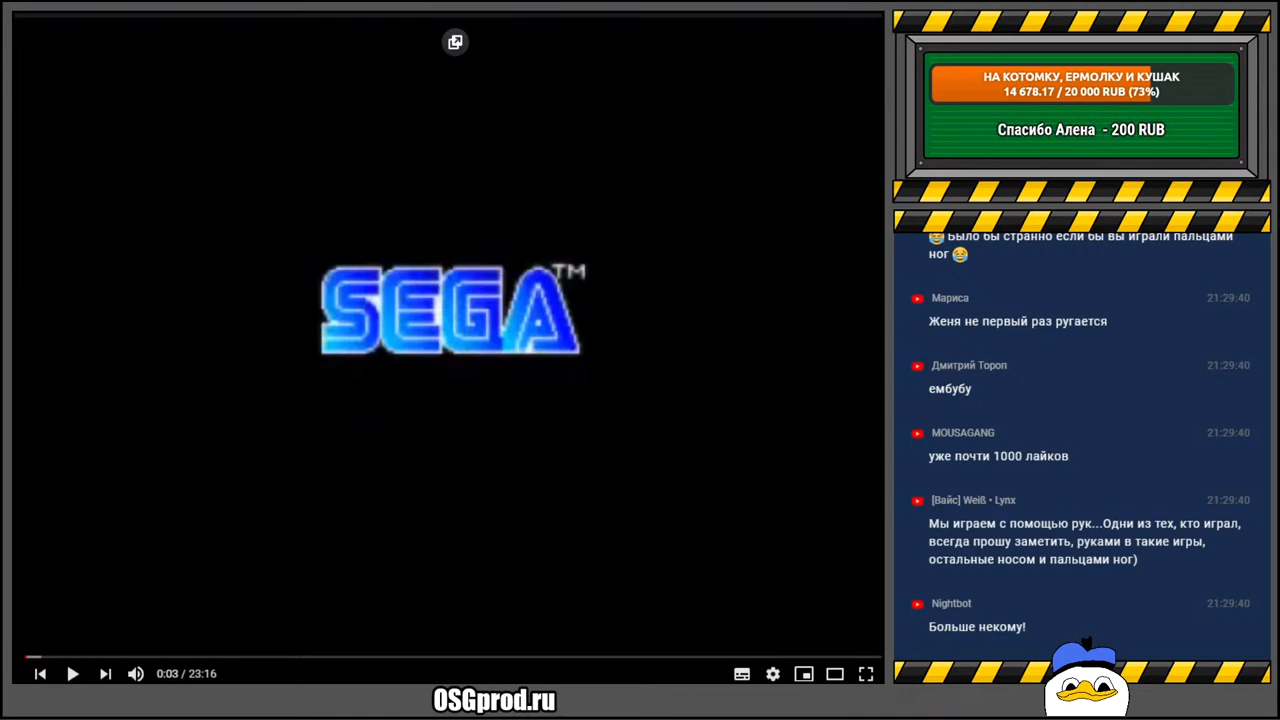 SEGA™
0:03 / 23:16
OSGprod.ru
НА КОТОМКУ, ЕРМОЛКУ И КУШАК
14 678.17 / 20 000 RUB (73%)
Спасибо Алена - 200 RUB
😂 Было бы странно если бы вы играли пальцами
ног 😂
Мариса 21:29:40
Женя не первый раз ругается
Дмитрий Тороп 21:29:40
ембубу
MOUSAGANG 21:29:40
уже почти 1000 лайков
[Вайс] Weiß • Lynx 21:29:40
Мы играем с помощью рук...Одни из тех, кто играл,
всегда прошу заметить, руками в такие игры,
остальные носом и пальцами ног)
Nightbot 21:29:40
Больше некому!